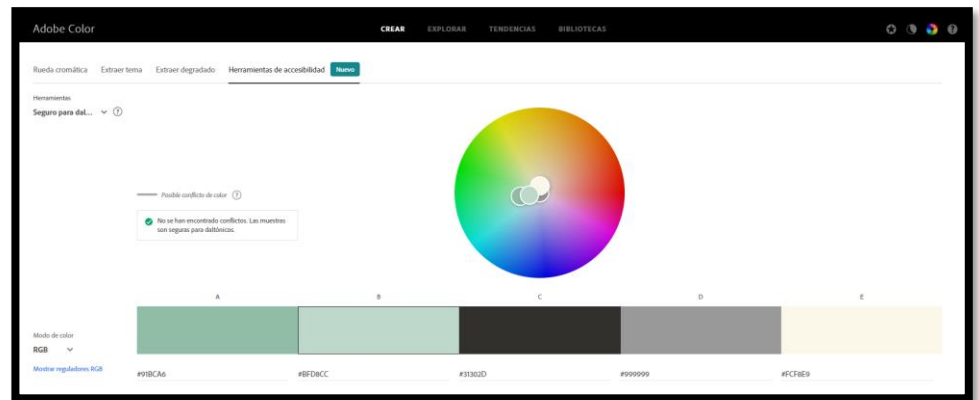 Adobe Color
CREAR EXPLORAR TENDENCIAS BIBLIOTECAS
Rueda cromática Extraer tema Extraer degradado Herramientas de accesibilidad Nuevo
Herramientas
Seguro para dal...
Posible conflicto de color
No se han encontrado conflictos. Las muestras
son seguras para daltónicos.
A B C D E
Modo de color
RGB
Mostrar reguladores RGB
#91BCA6 #BFD8CC #31302D #999999 #FCF8E9